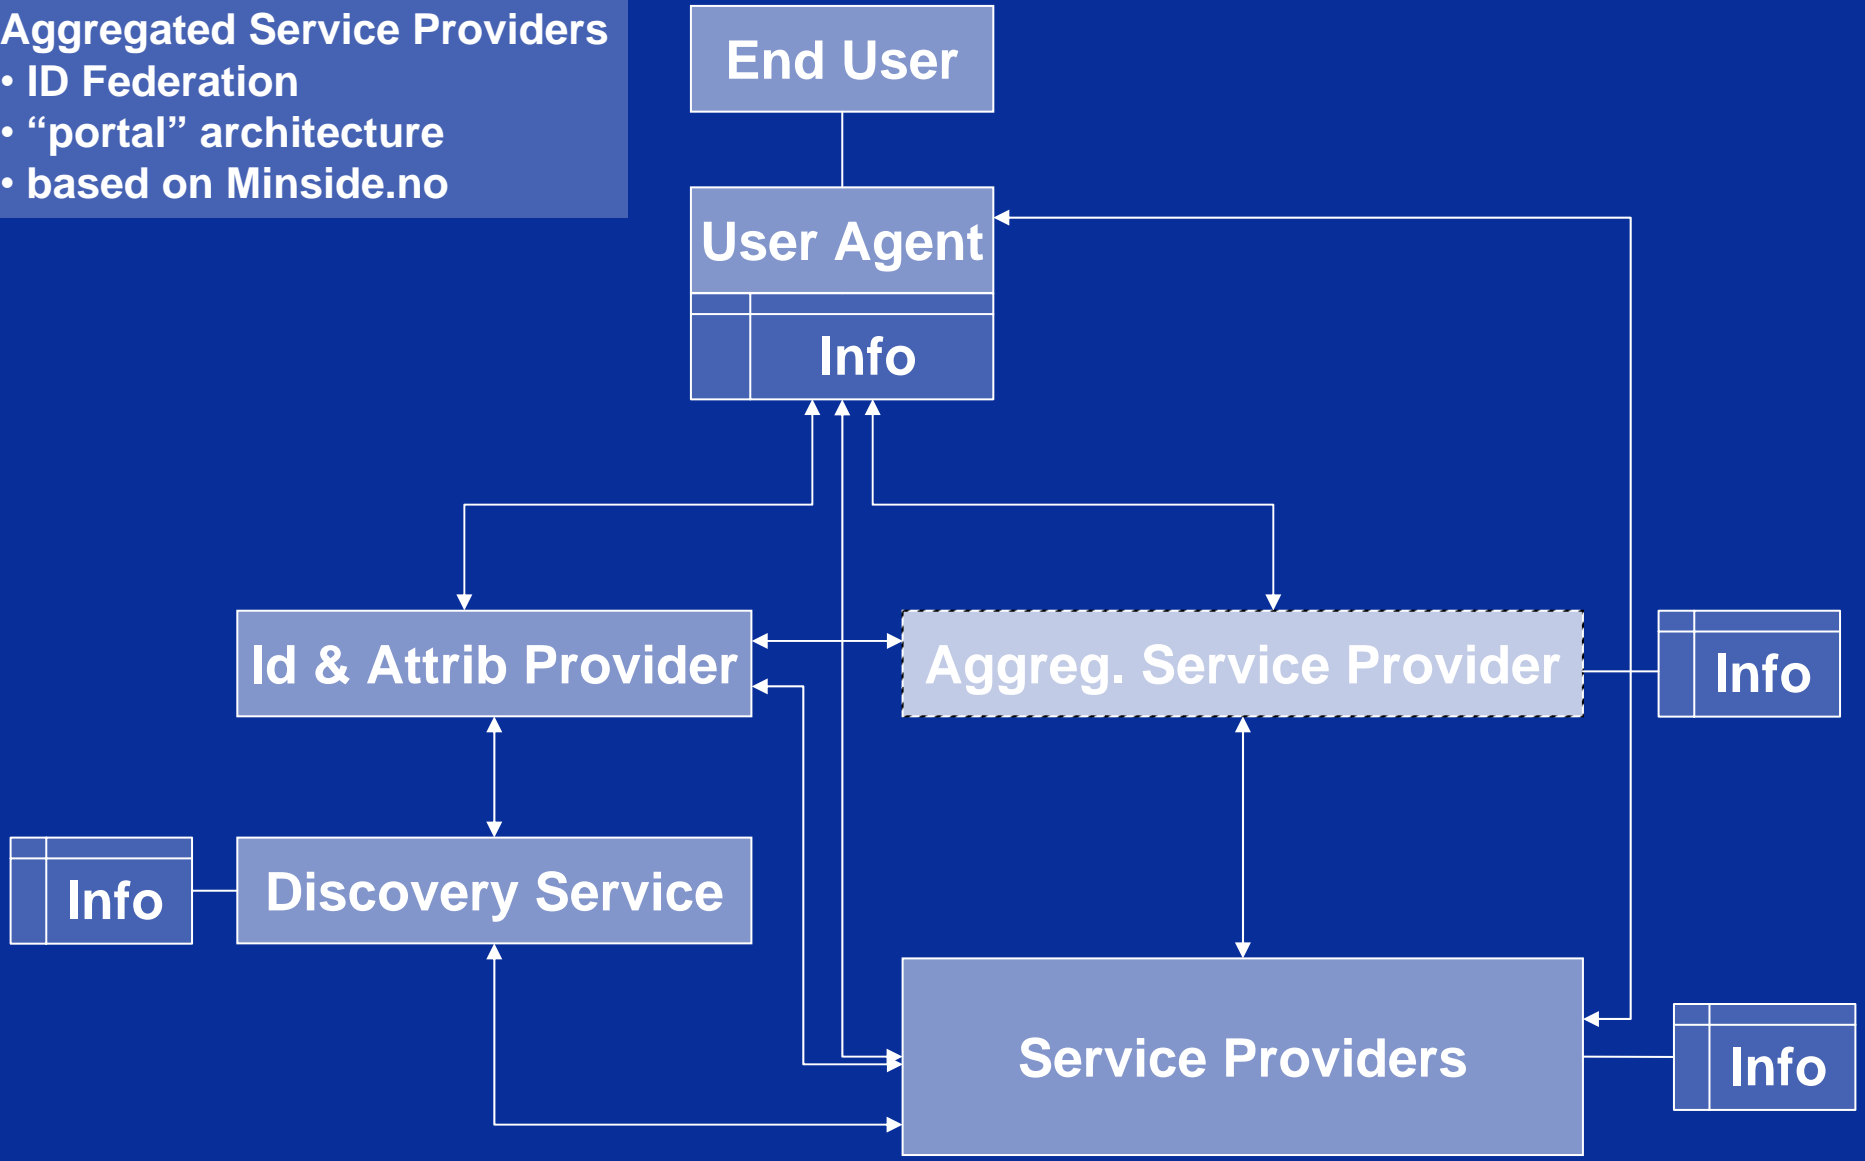 Aggregated Service Providers
• ID Federation
• “portal” architecture
• based on Minside.no
End User
User Agent
Info
Id & Attrib Provider
Aggreg. Service Provider
Info
Info
Discovery Service
Service Providers
Info